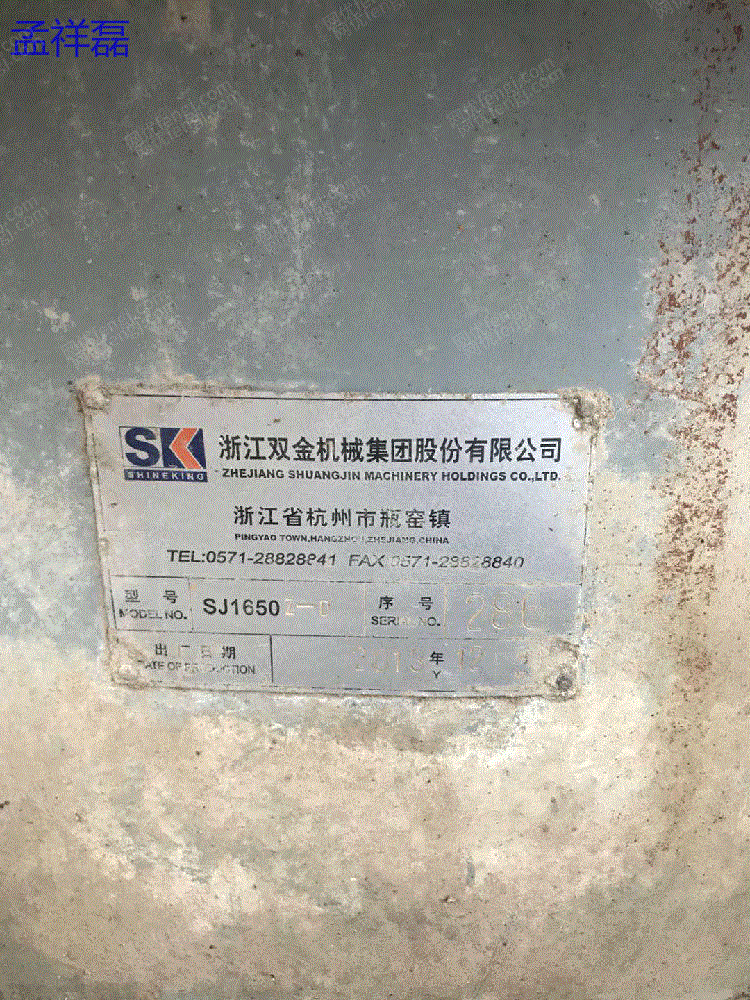 孟祥磊
SK
SHINEKING
浙江双金机械集团股份有限公司
ZHEJIANG SHUANGJIN MACHINERY HOLDINGS CO.,LTD.
浙江省杭州市瓶窑镇
PINGYAO TOWN,HANGZHOU,ZHEJIANG,CHINA
TEL:0571-28828841 FAX:0571-28828840
型号 SJ1650 序号
MODEL NO. SERIAL NO.
出厂日期 年
DATE OF PRODUCTION Y